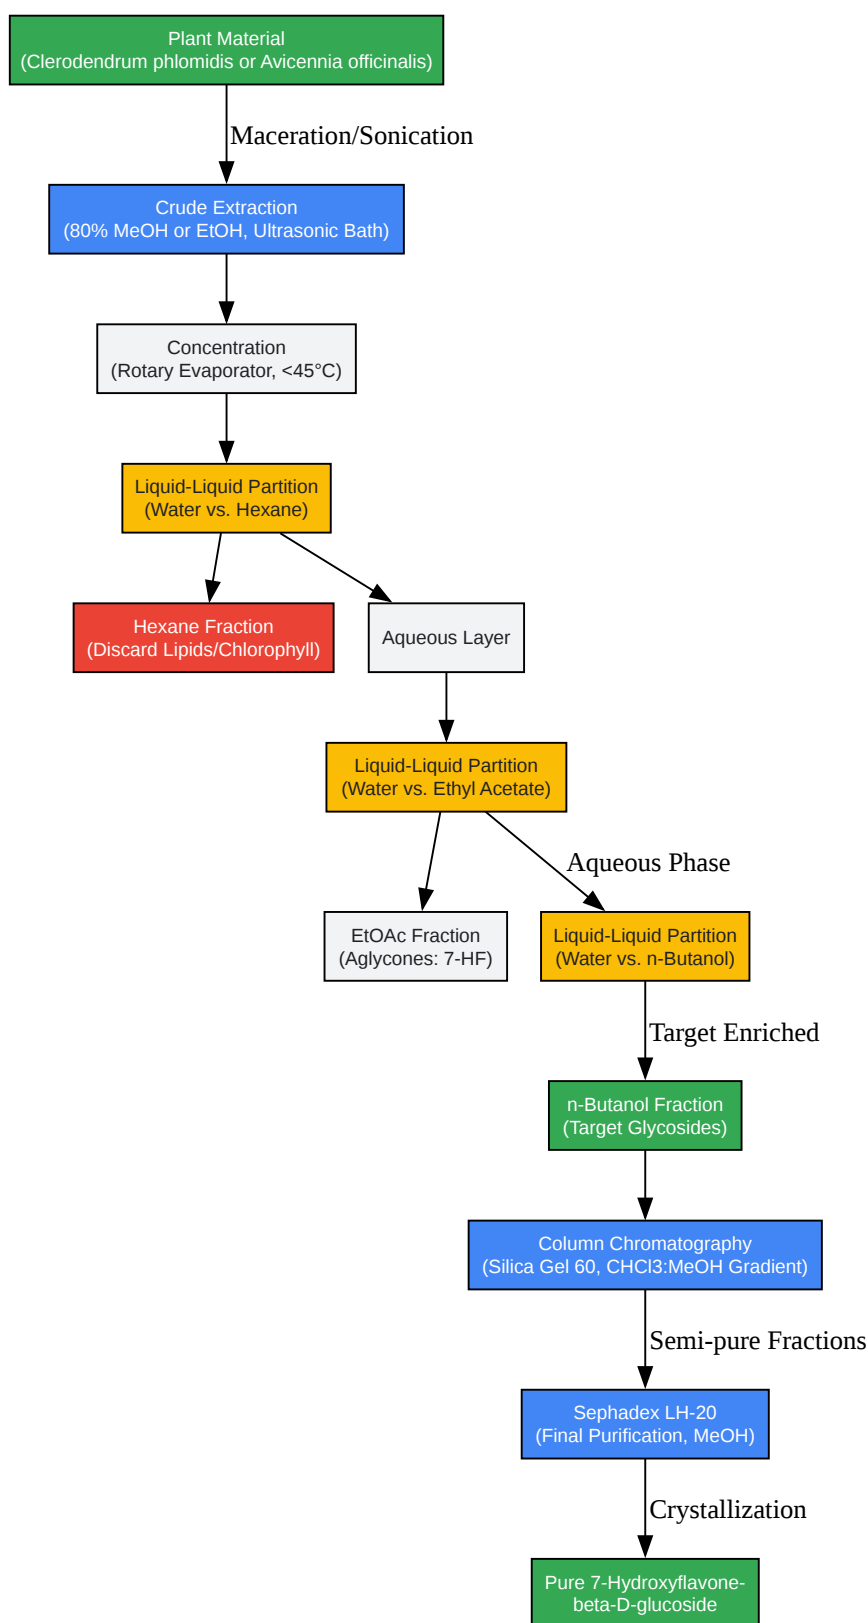 Plant Material
(Clerodendrum phlomidis or Avicennia officinalis)
Maceration/Sonication
Crude Extraction
(80% MeOH or EtOH, Ultrasonic Bath)
Concentration
(Rotary Evaporator, <45°C)
Liquid-Liquid Partition
(Water vs. Hexane)
Hexane Fraction
(Discard Lipids/Chlorophyll)
Aqueous Layer
Liquid-Liquid Partition
(Water vs. Ethyl Acetate)
Aqueous Phase
EtOAc Fraction
(Aglycones: 7-HF)
Liquid-Liquid Partition
(Water vs. n-Butanol)
Target Enriched
n-Butanol Fraction
(Target Glycosides)
Column Chromatography
(Silica Gel 60, CHCl3:MeOH Gradient)
Semi-pure Fractions
Sephadex LH-20
(Final Purification, MeOH)
Crystallization
Pure 7-Hydroxyflavone-
beta-D-glucoside